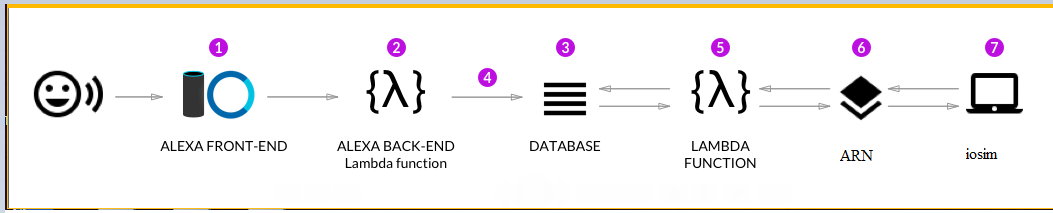 1
2
3
4
5
6
7
{λ}
{λ}
ALEXA FRONT-END
ALEXA BACK-END
Lambda function
DATABASE
LAMBDA
FUNCTION
ARN
iosim